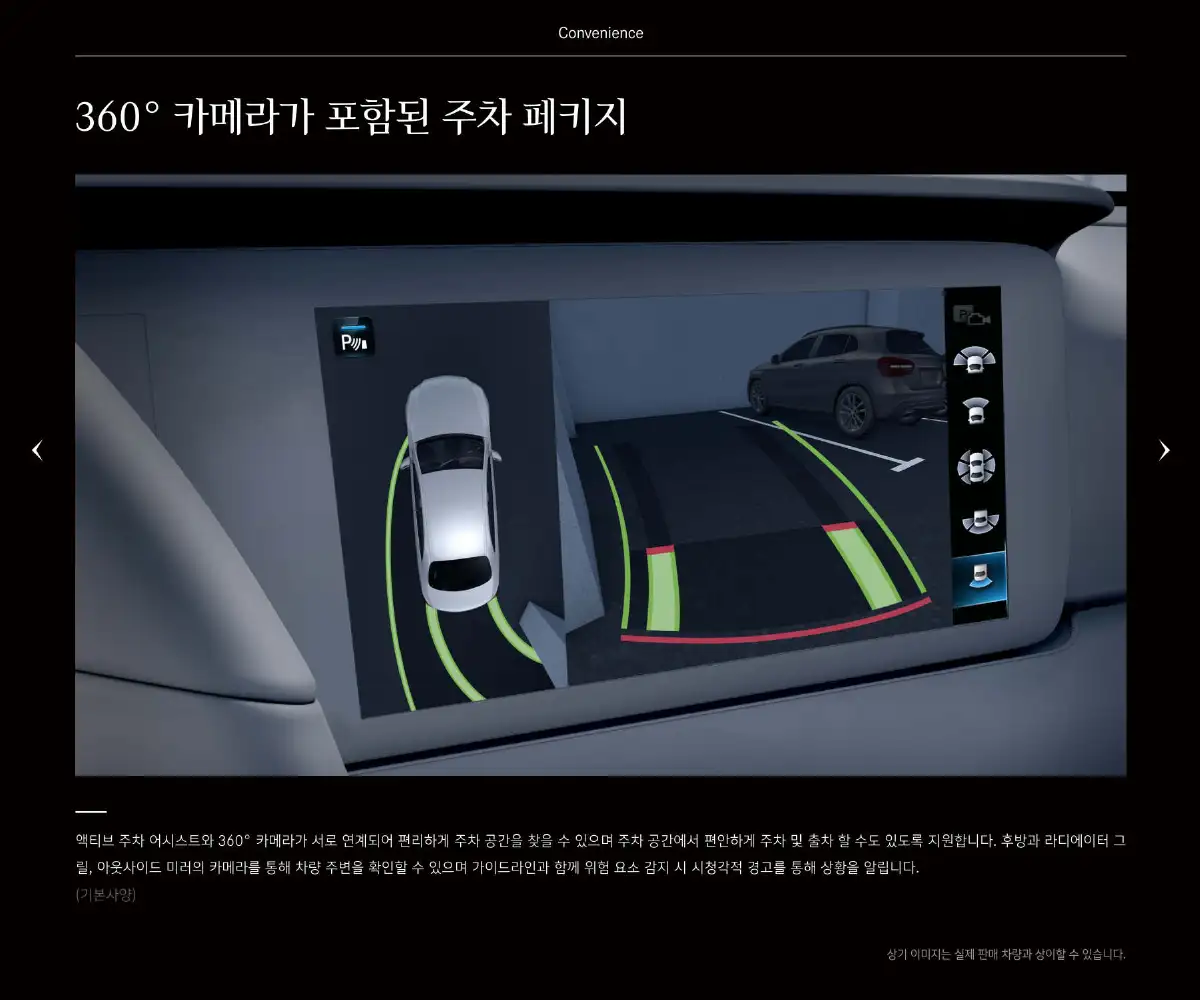 Convenience
360° 카메라가 포함된 주차 페키지
P
액티브 주차 어시스트와 360° 카메라가 서로 연계되어 편리하게 주차 공간을 찾을 수 있으며 주차 공간에서 편안하게 주차 및 출차 할 수도 있도록 지원합니다. 후방과 라디에이터 그
릴, 아웃사이드 미러의 카메라를 통해 차량 주변을 확인할 수 있으며 가이드라인과 함께 위험 요소 감지 시 시청각적 경고를 통해 상황을 알립니다.
(기본사양)
상기 이미지는 실제 판매 차량과 상이할 수 있습니다.